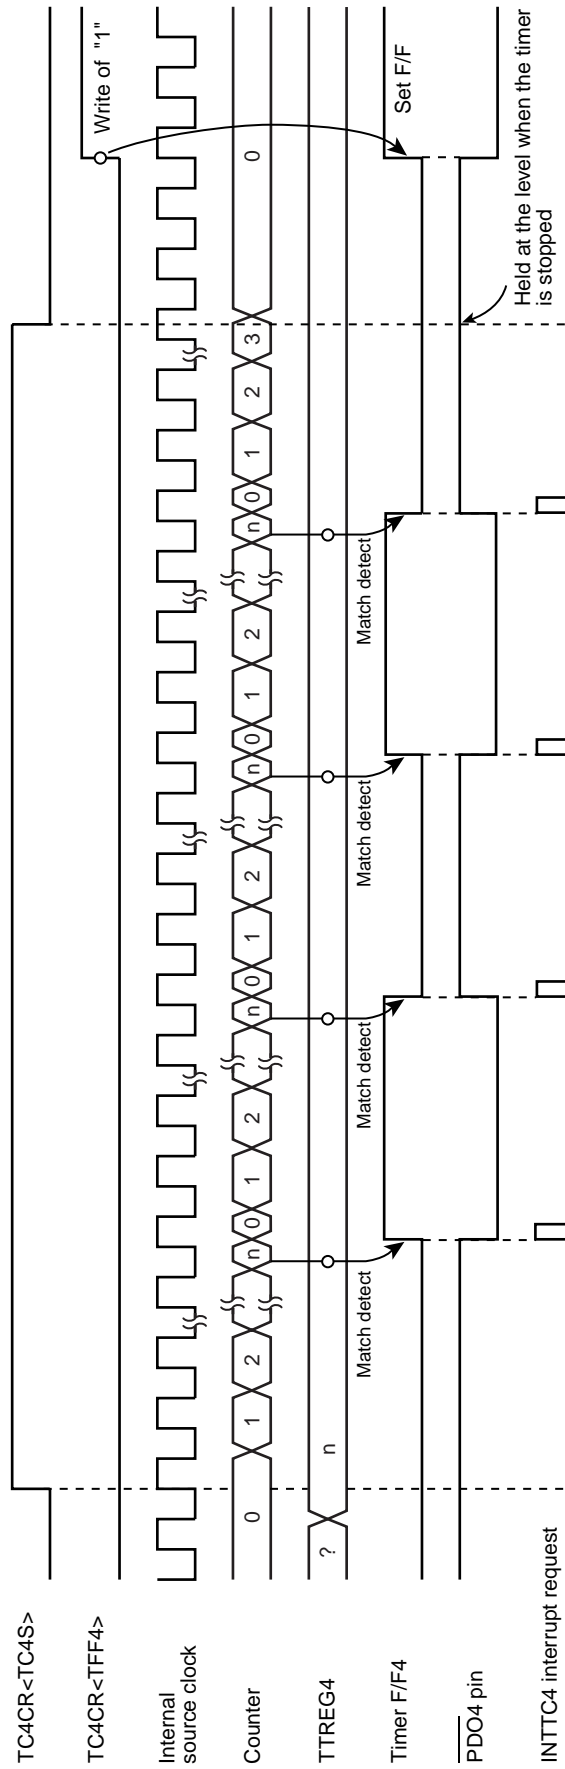 TC4CR<TC4S>
TC4CR<TFF4>
Write of "1"
Internal
source clock
Counter
0 1 2 n 0 1 2 n 0 1 2 n 0 1 2 n 0 1 2 3 0
TTREG4
? n
Match detect
Match detect
Match detect
Match detect
Timer F/F4
Set F/F
PDO4 pin
Held at the level when the timer
is stopped
INTTC4 interrupt request